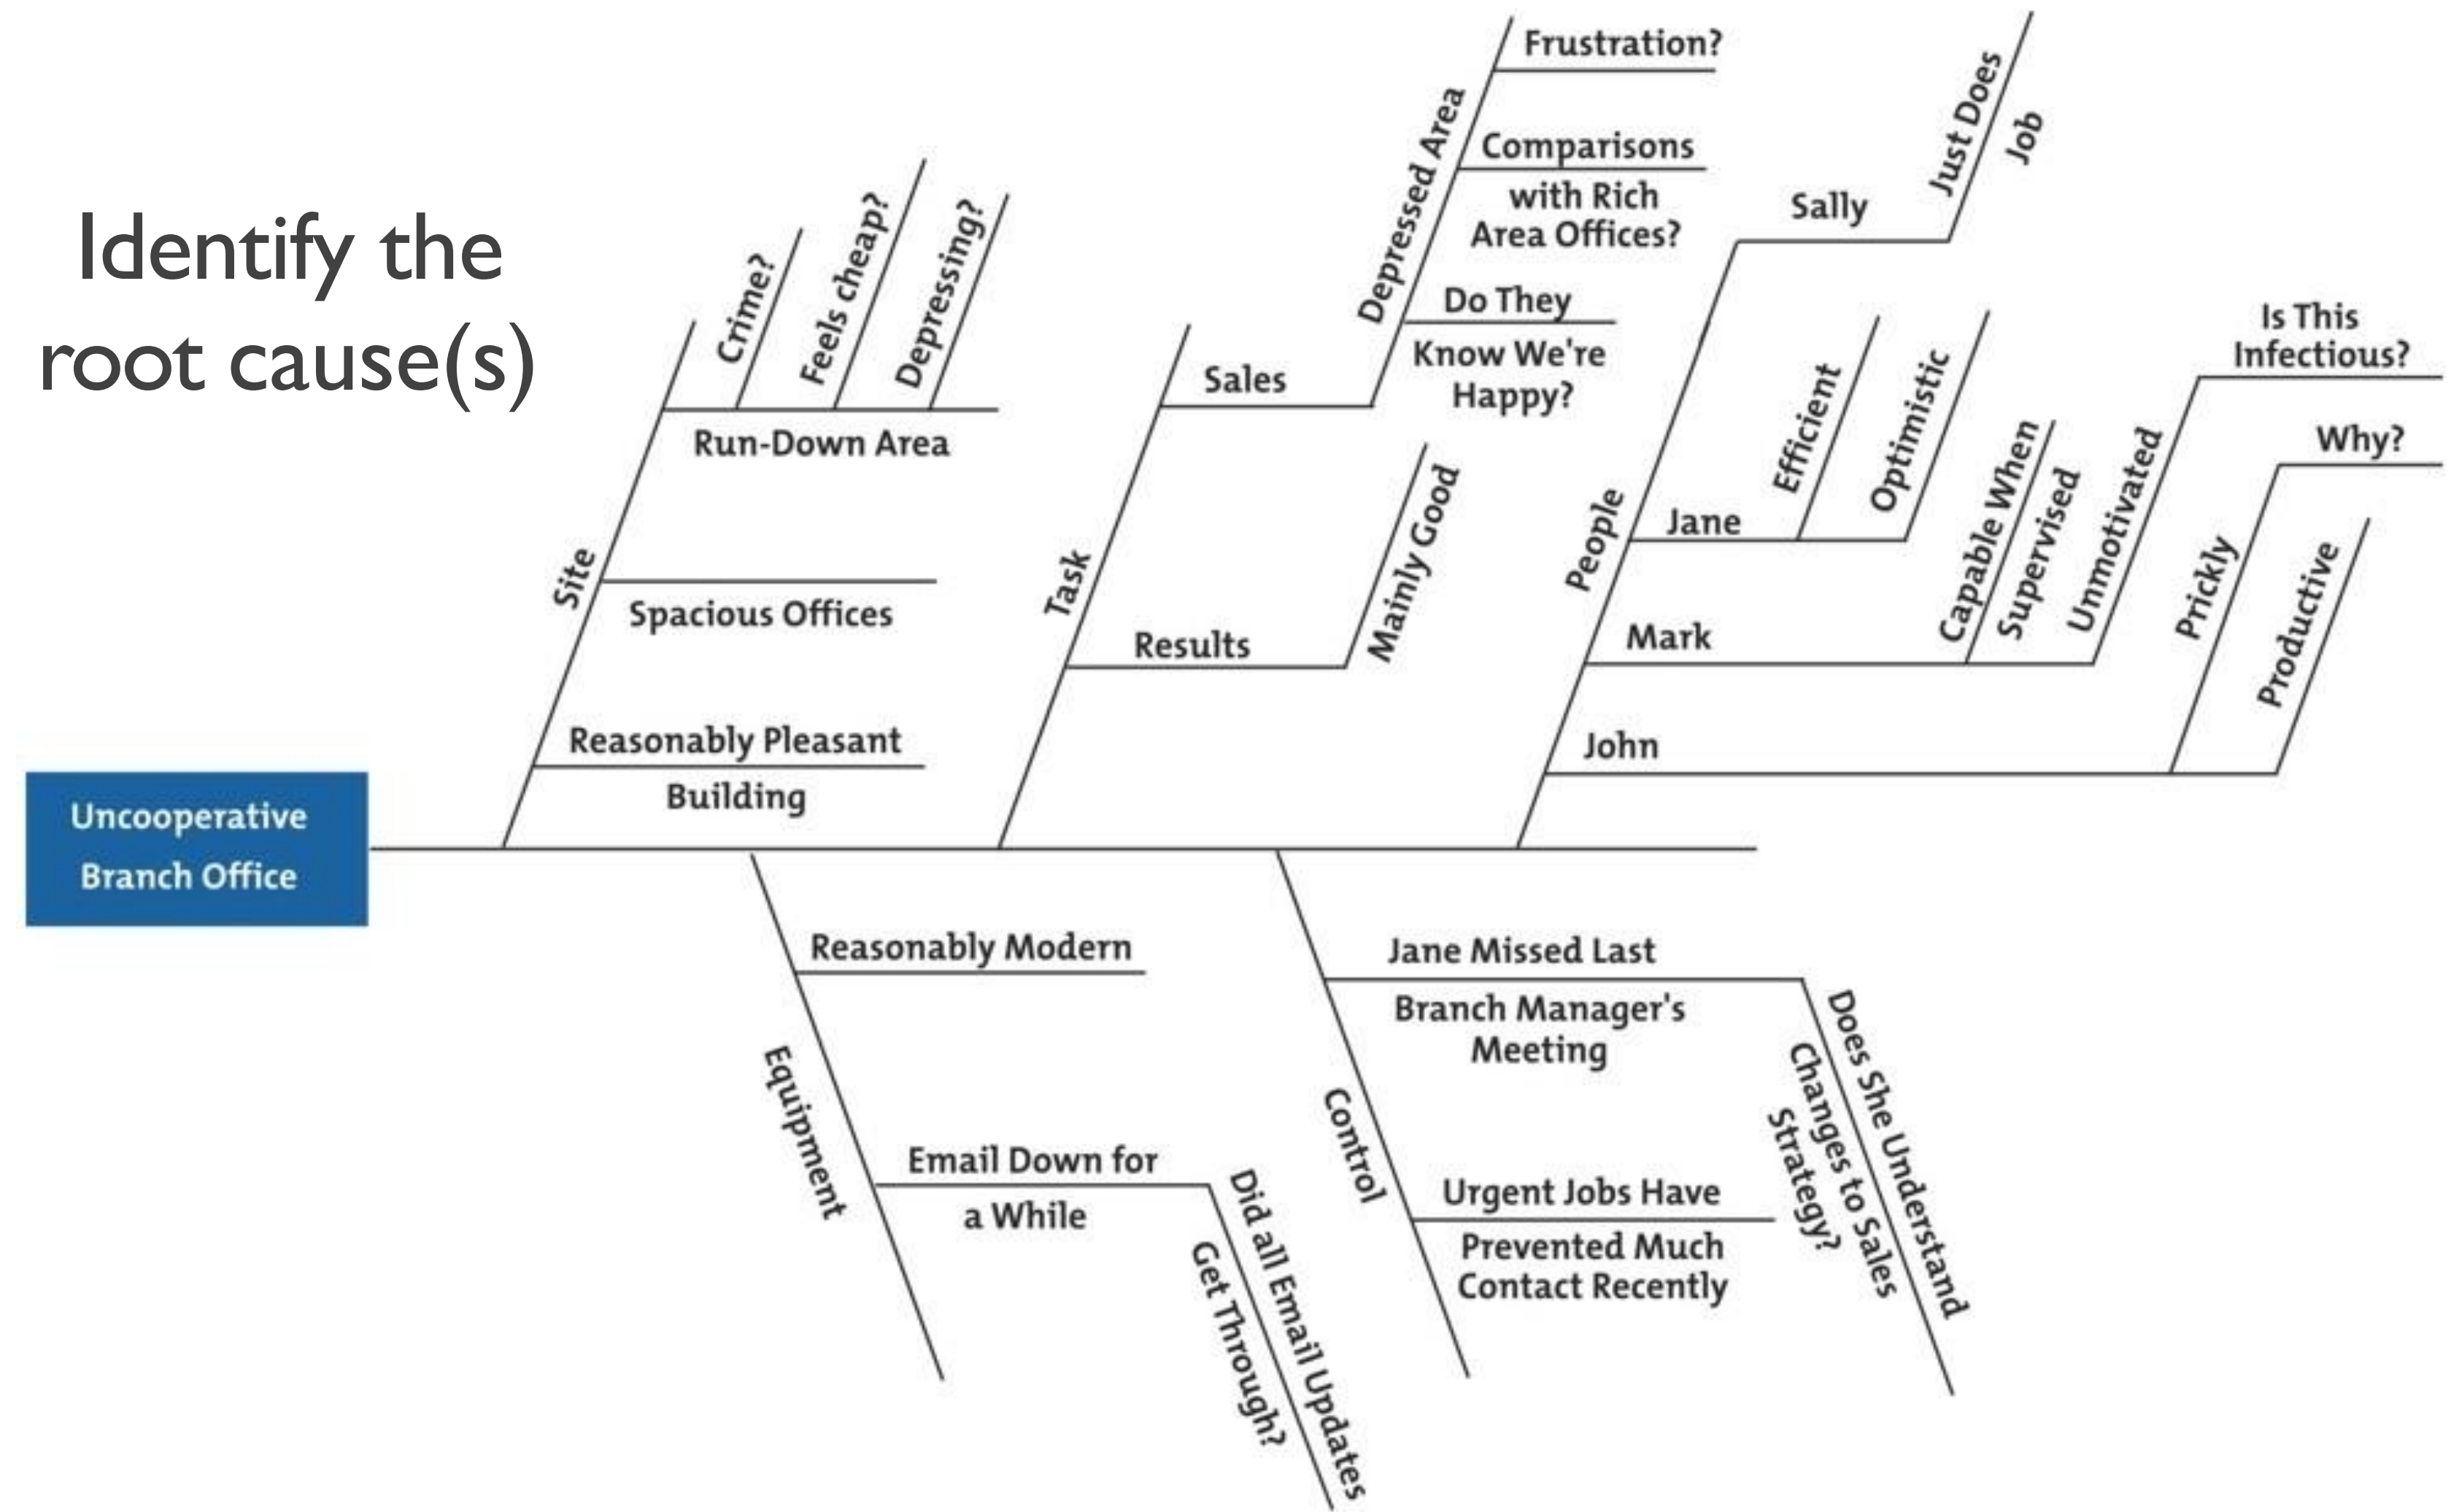 Identify the
root cause(s)
Uncooperative
Branch Office
Site
Crime?
Feels cheap?
Depressing?
Run-Down Area
Spacious Offices
Reasonably Pleasant
Building
Task
Sales
Depressed Area
Frustration?
Comparisons
with Rich
Area Offices?
Do They
Know We're
Happy?
Results
Mainly Good
People
Sally
Just Does
Job
Jane
Efficient
Optimistic
Mark
Capable When
Supervised
Unmotivated
Is This
Infectious?
John
Prickly
Why?
Productive
Equipment
Reasonably Modern
Email Down for
a While
Did all Email Updates
Get Through?
Control
Jane Missed Last
Branch Manager's
Meeting
Does She Understand
Changes to Sales
Strategy?
Urgent Jobs Have
Prevented Much
Contact Recently